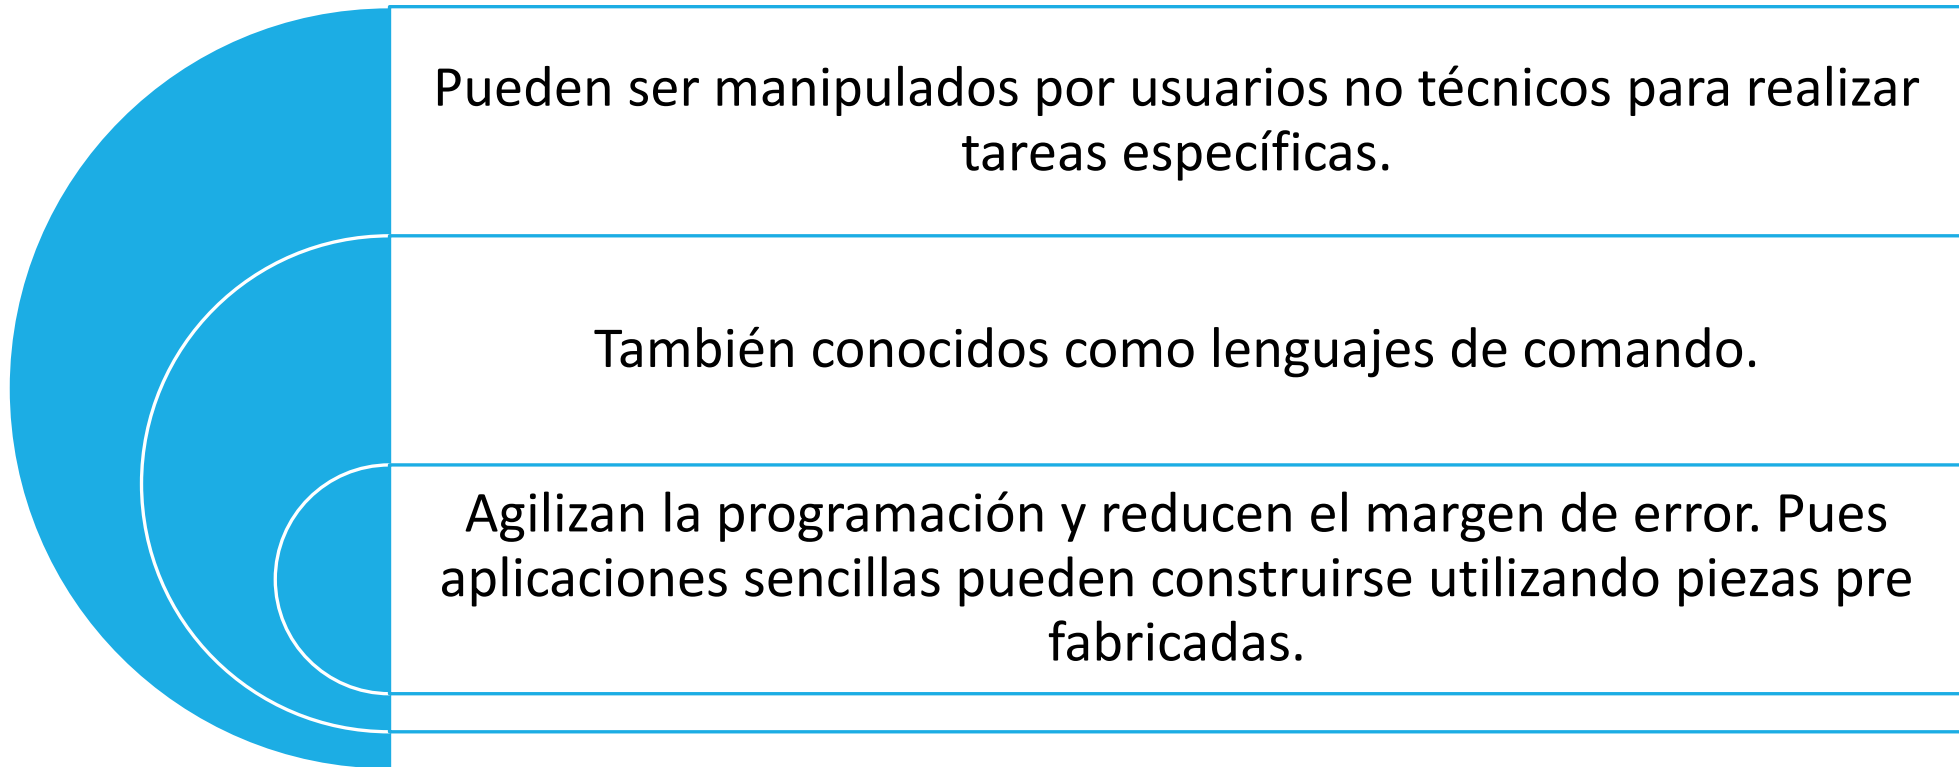 Pueden ser manipulados por usuarios no técnicos para realizar
tareas específicas.
También conocidos como lenguajes de comando.
Agilizan la programación y reducen el margen de error. Pues
aplicaciones sencillas pueden construirse utilizando piezas pre
fabricadas.